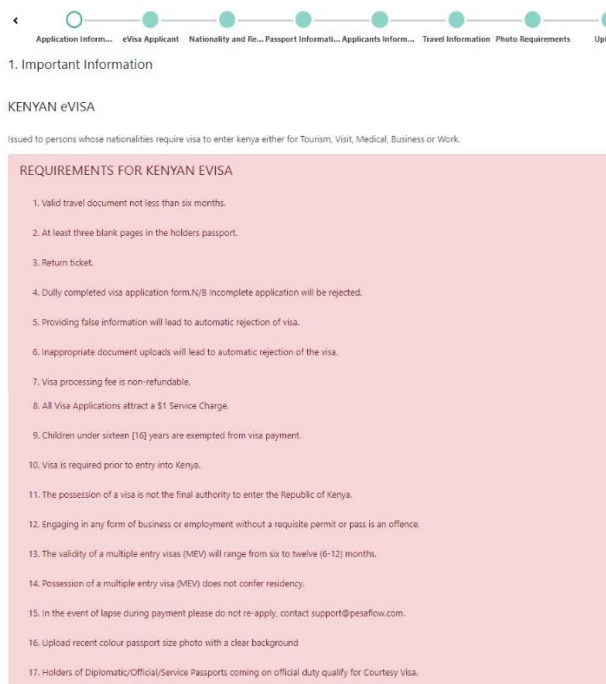 Application Inform... eVisa Applicant Nationality and Re... Passport Informati... Applicants Inform... Travel Information Photo Requirements Upl
1. Important Information
KENYAN eVISA
Issued to persons whose nationalities require visa to enter kenya either for Tourism, Visit, Medical, Business or Work.
REQUIREMENTS FOR KENYAN EVISA
1. Valid travel document not less than six months.
2. At least three blank pages in the holders passport.
3. Return ticket.
4. Dully completed visa application form.N/B Incomplete application will be rejected.
5. Providing false information will lead to automatic rejection of visa.
6. Inappropriate document uploads will lead to automatic rejection of the visa.
7. Visa processing fee is non-refundable.
8. All Visa Applications attract a $1 Service Charge.
9. Children under sixteen [16] years are exempted from visa payment.
10. Visa is required prior to entry into Kenya.
11. The possession of a visa is not the final authority to enter the Republic of Kenya.
12. Engaging in any form of business or employment without a requisite permit or pass is an offence.
13. The validity of a multiple entry visas (MEV) will range from six to twelve (6-12) months.
14. Possession of a multiple entry visa (MEV) does not confer residency.
15. In the event of lapse during payment please do not re-apply, contact support@pesaflow.com.
16. Upload recent colour passport size photo with a clear background
17. Holders of Diplomatic/Official/Service Passports coming on official duty qualify for Courtesy Visa.